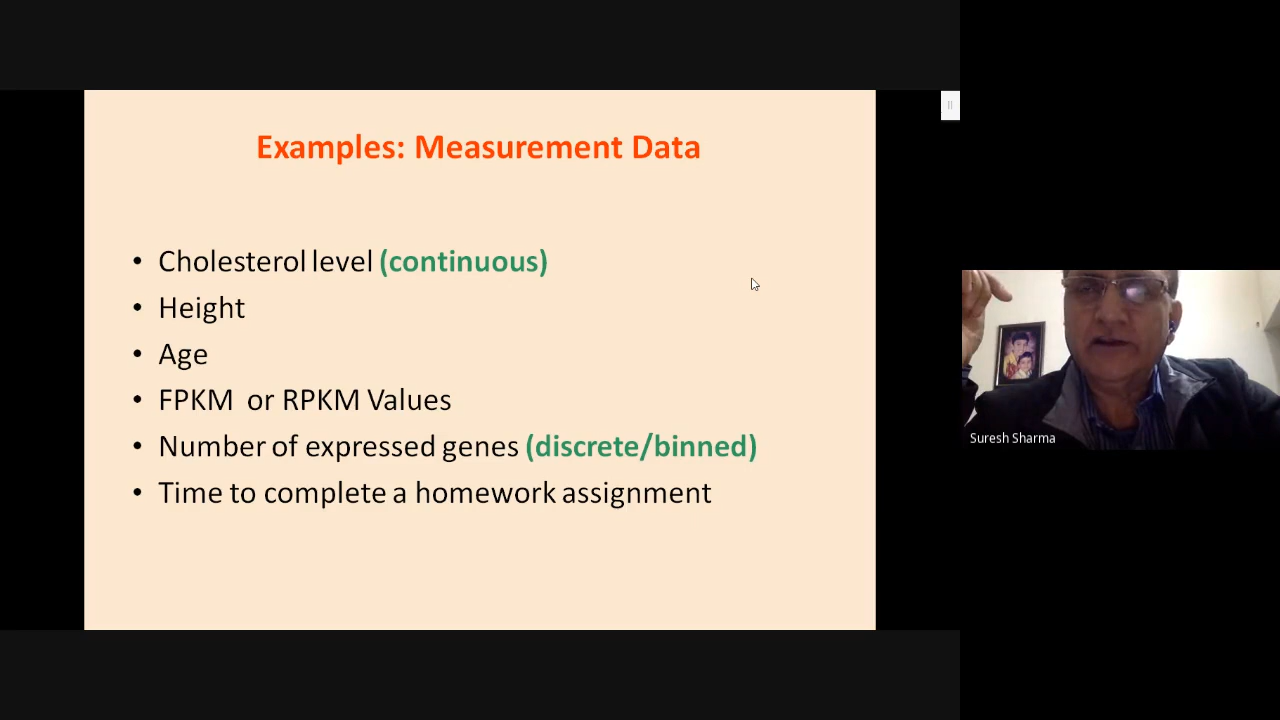 Examples: Measurement Data
• Cholesterol level (continuous)
• Height
• Age
• FPKM or RPKM Values
• Number of expressed genes (discrete/binned)
• Time to complete a homework assignment
Suresh Sharma